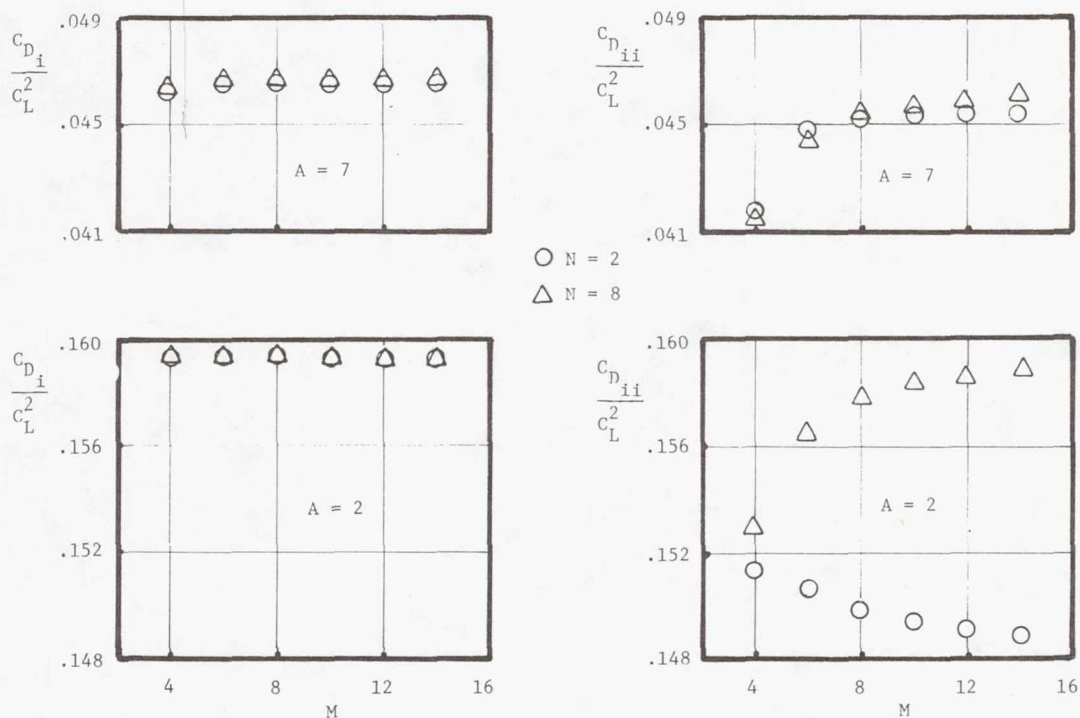 .049
C_{D_i}
C_L^2
.045
A = 7
.041
.049
C_{D_{ii}}
C_L^2
.045
A = 7
.041
○ N = 2
△ N = 8
.160
C_{D_i}
C_L^2
.156
A = 2
.152
.148
4 8 12 16
M
.160
C_{D_{ii}}
C_L^2
.156
A = 2
.152
.148
4 8 12 16
M